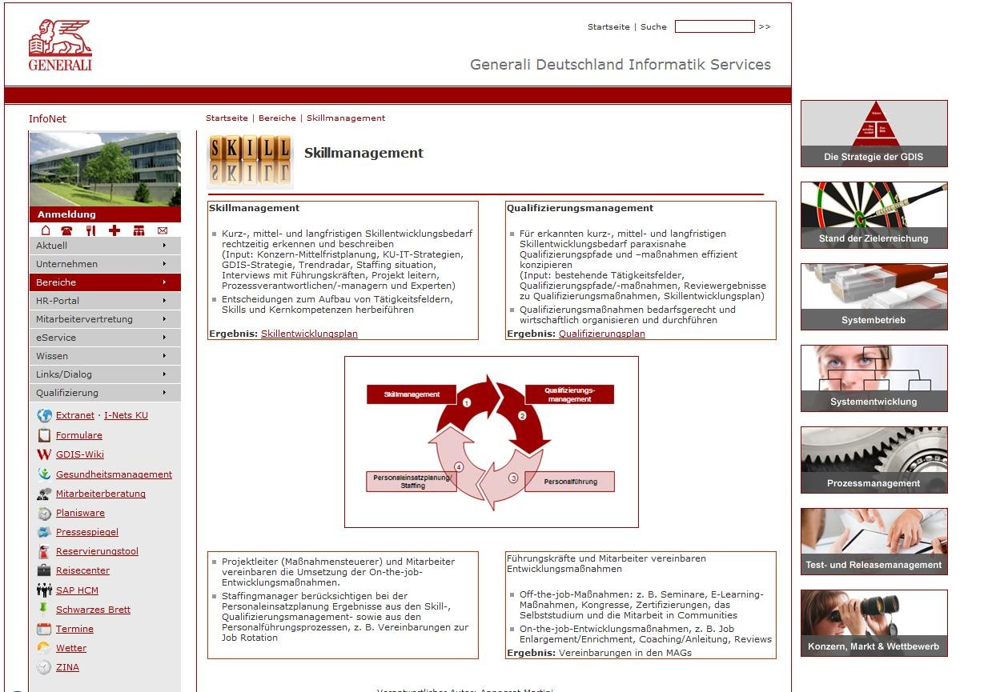 GENERALI
Startseite | Suche >>
Generali Deutschland Informatik Services
InfoNet
Anmeldung
Aktuell
Unternehmen
Bereiche
HR-Portal
Mitarbeitervertretung
eService
Wissen
Links/Dialog
Qualifizierung
Extranet · I-Nets KU
Formulare
GDIS-Wiki
Gesundheitsmanagement
Mitarbeiterberatung
Planisware
Pressespiegel
Reservierungstool
Reisecenter
SAP HCM
Schwarzes Brett
Termine
Wetter
ZINA
Startseite | Bereiche | Skillmanagement
SKILL
Skillmanagement
Skillmanagement
Kurz-, mittel- und langfristigen Skillentwicklungsbedarf
rechtzeitig erkennen und beschreiben
(Input: Konzern-Mittelfristplanung, KU-IT-Strategien,
GDIS-Strategie, Trendradar, Staffing situation,
Interviews mit Führungskräften, Projekt leitern,
Prozessverantwortlichen/-managern und Experten)
Entscheidungen zum Aufbau von Tätigkeitsfeldern,
Skills und Kernkompetenzen herbeiführen
Ergebnis: Skillentwicklungsplan
Qualifizierungsmanagement
Für erkannten kurz-, mittel- und langfristigen
Skillentwicklungsbedarf paraxisnahe
Qualifizierungspfade und –maßnahmen effizient
konzipieren
(Input: bestehende Tätigkeitsfelder,
Qualifizierungspfade/-maßnahmen, Reviewergebnisse
zu Qualifizierungsmaßnahmen, Skillentwicklungsplan)
Qualifizierungsmaßnahmen bedarfsgerecht und
wirtschaftlich organisieren und durchführen
Ergebnis: Qualifizierungsplan
Skillmanagement
1
Qualifizierungs-
management
2
Personaleinsatzplanung/
Staffing
4
3
Personalführung
Projektleiter (Maßnahmensteuerer) und Mitarbeiter
vereinbaren die Umsetzung der On-the-job-
Entwicklungsmaßnahmen.
Staffingmanager berücksichtigen bei der
Personaleinsatzplanung Ergebnisse aus den Skill-,
Qualifizierungsmanagement- sowie aus den
Personalführungsprozessen, z. B. Vereinbarungen zur
Job Rotation
Führungskräfte und Mitarbeiter vereinbaren
Entwicklungsmaßnahmen
Off-the-job-Maßnahmen: z. B. Seminare, E-Learning-
Maßnahmen, Kongresse, Zertifizierungen, das
Selbststudium und die Mitarbeit in Communities
On-the-job-Entwicklungsmaßnahmen, z. B. Job
Enlargement/Enrichment, Coaching/Anleitung, Reviews
Ergebnis: Vereinbarungen in den MAGs
Die Strategie der GDIS
Stand der Zielerreichung
Systembetrieb
Systementwicklung
Prozessmanagement
Test- und Releasemanagement
Konzern, Markt & Wettbewerb